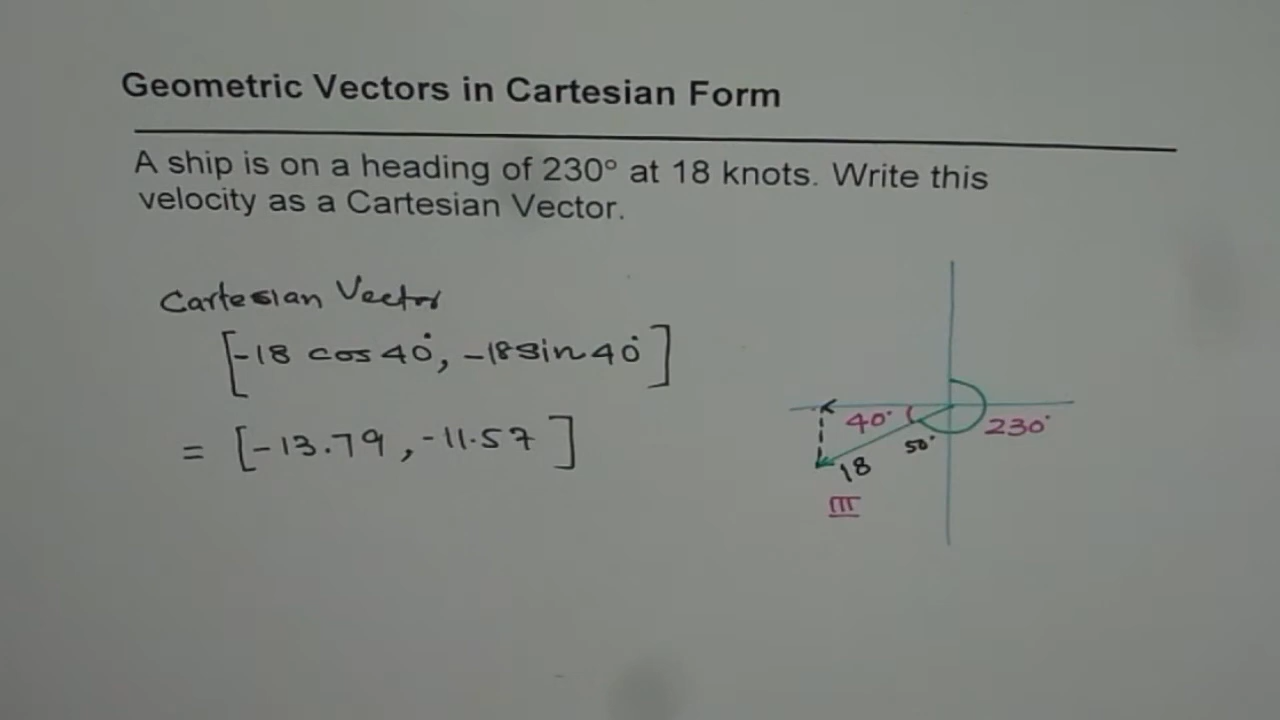 Geometric Vectors in Cartesian Form
A ship is on a heading of 230° at 18 knots. Write this
velocity as a Cartesian Vector.
Cartesian Vector
[-18 cos 40°, -18 sin 40°]
= [-13.79, -11.57]
40°
230°
50°
18
III